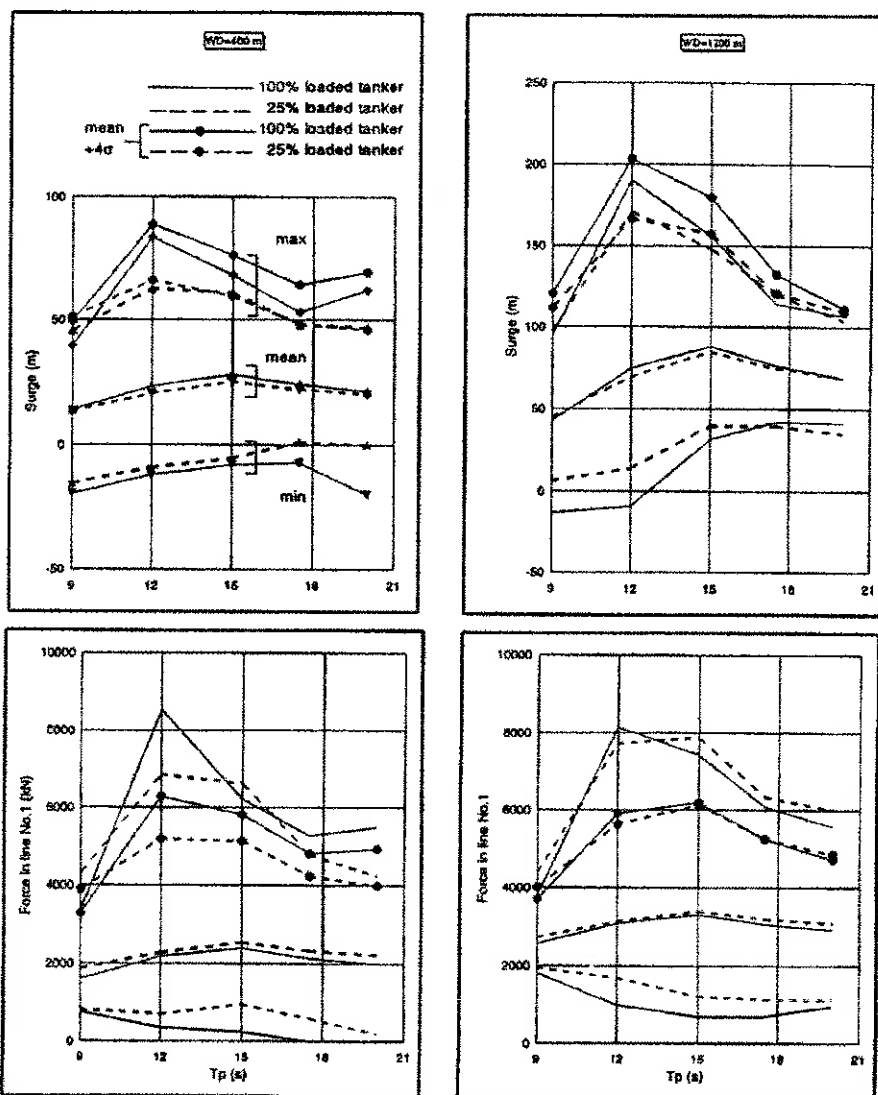 WD=1200 m
100% loaded tanker
25% loaded tanker
mean
+4σ
100% loaded tanker
25% loaded tanker
Surge (m)
100
50
0
-50
max
mean
min
9 12 15 18 21
Surge (m)
250
200
150
100
50
0
-50
9 12 15 18 21
Force in line No.1 (kN)
10000
8000
6000
4000
2000
0
9 12 15 18 21
Tp (s)
Force in line No.1
10000
8000
6000
4000
2000
0
9 12 15 18 21
Tp (s)